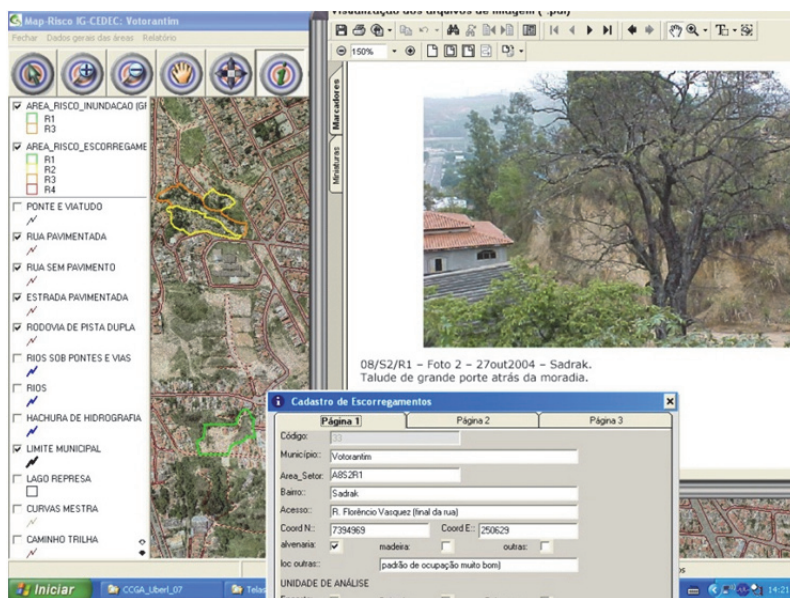 Map-Risco IG-CEDEC: Votorantim
Fechar Dados gerais das áreas Relatório
AREA_RISCO_INUNDACAO (GR
R1
R3
AREA_RISCO_ESCORREGAME
R1
R2
R3
R4
PONTE E VIATUDO
RUA PAVIMENTADA
RUA SEM PAVIMENTO
ESTRADA PAVIMENTADA
RODOVIA DE PISTA DUPLA
RIOS SOB PONTES E VIAS
RIOS
HACHURA DE HIDROGRAFIA
LIMITE MUNICIPAL
LAGO REPRESA
CURVAS MESTRA
CAMINHO TRILHA
Visualização dos arquivos de imagem ( *.pdf)
150%
Marcadores
Miniaturas
08/S2/R1 – Foto 2 – 27out2004 – Sadrak.
Talude de grande porte atrás da moradia.
Cadastro de Escorregamentos
Página 1 Página 2 Página 3
Código: 33
Município:: Votorantim
Area_Setor: A8S2R1
Bairro:: Sadrak
Acesso:: R. Florêncio Vasquez (final da rua)
Coord N:: 7394969 Coord E:: 250629
alvenaria: madeira: outras:
loc outras:: (padrão de ocupação muito bom)
UNIDADE DE ANÁLISE
Iniciar CCGA_Uberl_07 Telas 14:21